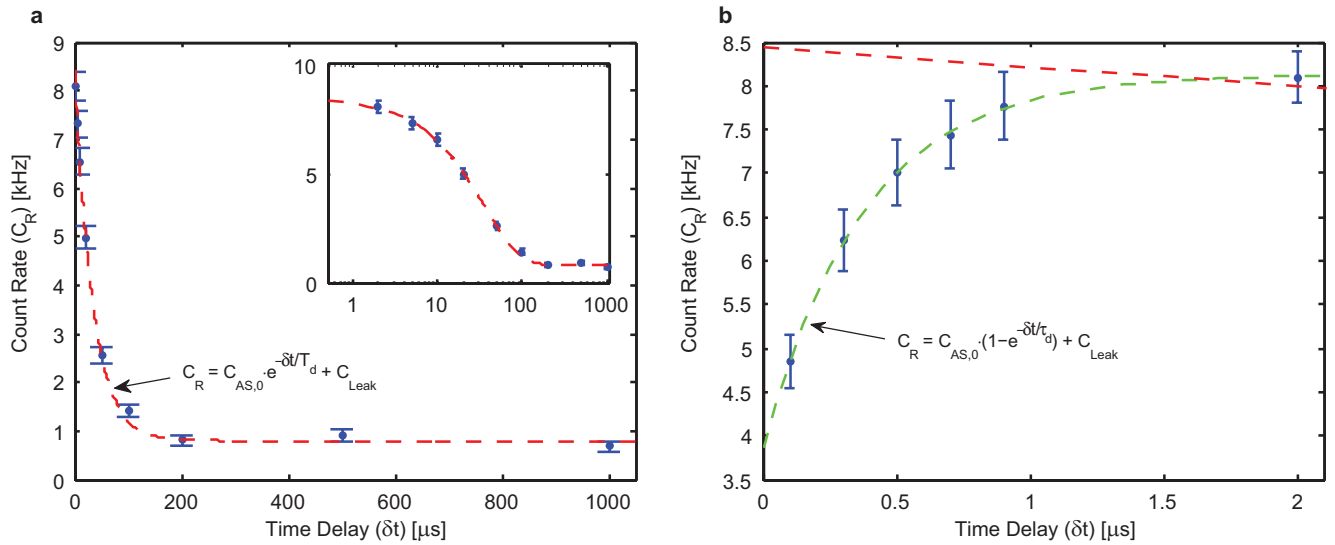 a
9
8
7
6
5
4
3
2
1
0
Count Rate (C_R) [kHz]
0 200 400 600 800 1000
Time Delay (δt) [μs]
10
5
0
1 10 100 1000
C_R = C_AS,0·e^-δt/T_d + C_Leak
b
8.5
8
7.5
7
6.5
6
5.5
5
4.5
4
3.5
Count Rate (C_R) [kHz]
0 0.5 1 1.5 2
Time Delay (δt) [μs]
C_R = C_AS,0·(1−e^-δt/τ_d) + C_Leak